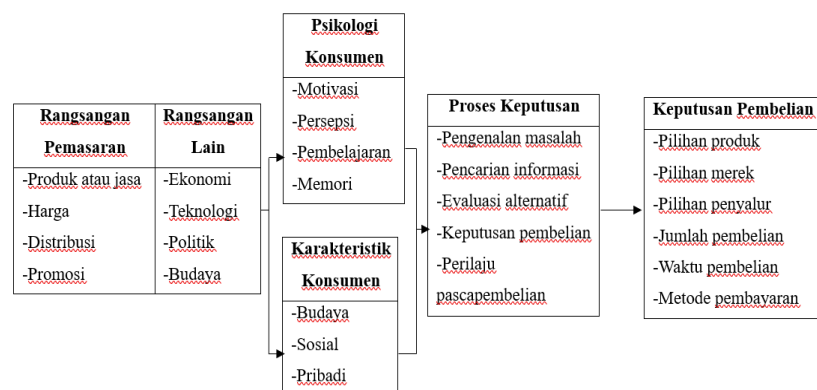 Rangsangan
Pemasaran
-Produk atau jasa
-Harga
-Distribusi
-Promosi
Rangsangan
Lain
-Ekonomi
-Teknologi
-Politik
-Budaya
Psikologi
Konsumen
-Motivasi
-Persepsi
-Pembelajaran
-Memori
Karakteristik
Konsumen
-Budaya
-Sosial
-Pribadi
Proses Keputusan
-Pengenalan masalah
-Pencarian informasi
-Evaluasi alternatif
-Keputusan pembelian
-Perilaju
pascapembelian
Keputusan Pembelian
-Pilihan produk
-Pilihan merek
-Pilihan penyalur
-Jumlah pembelian
-Waktu pembelian
-Metode pembayaran